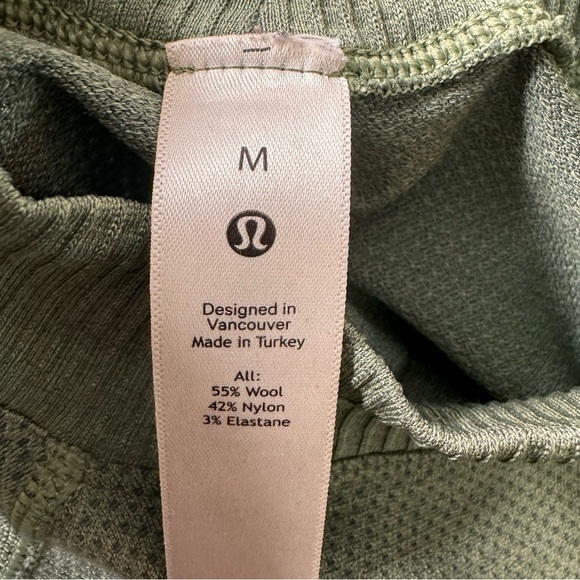 M
Designed in
Vancouver
Made in Turkey
All:
55% Wool
42% Nylon
3% Elastane